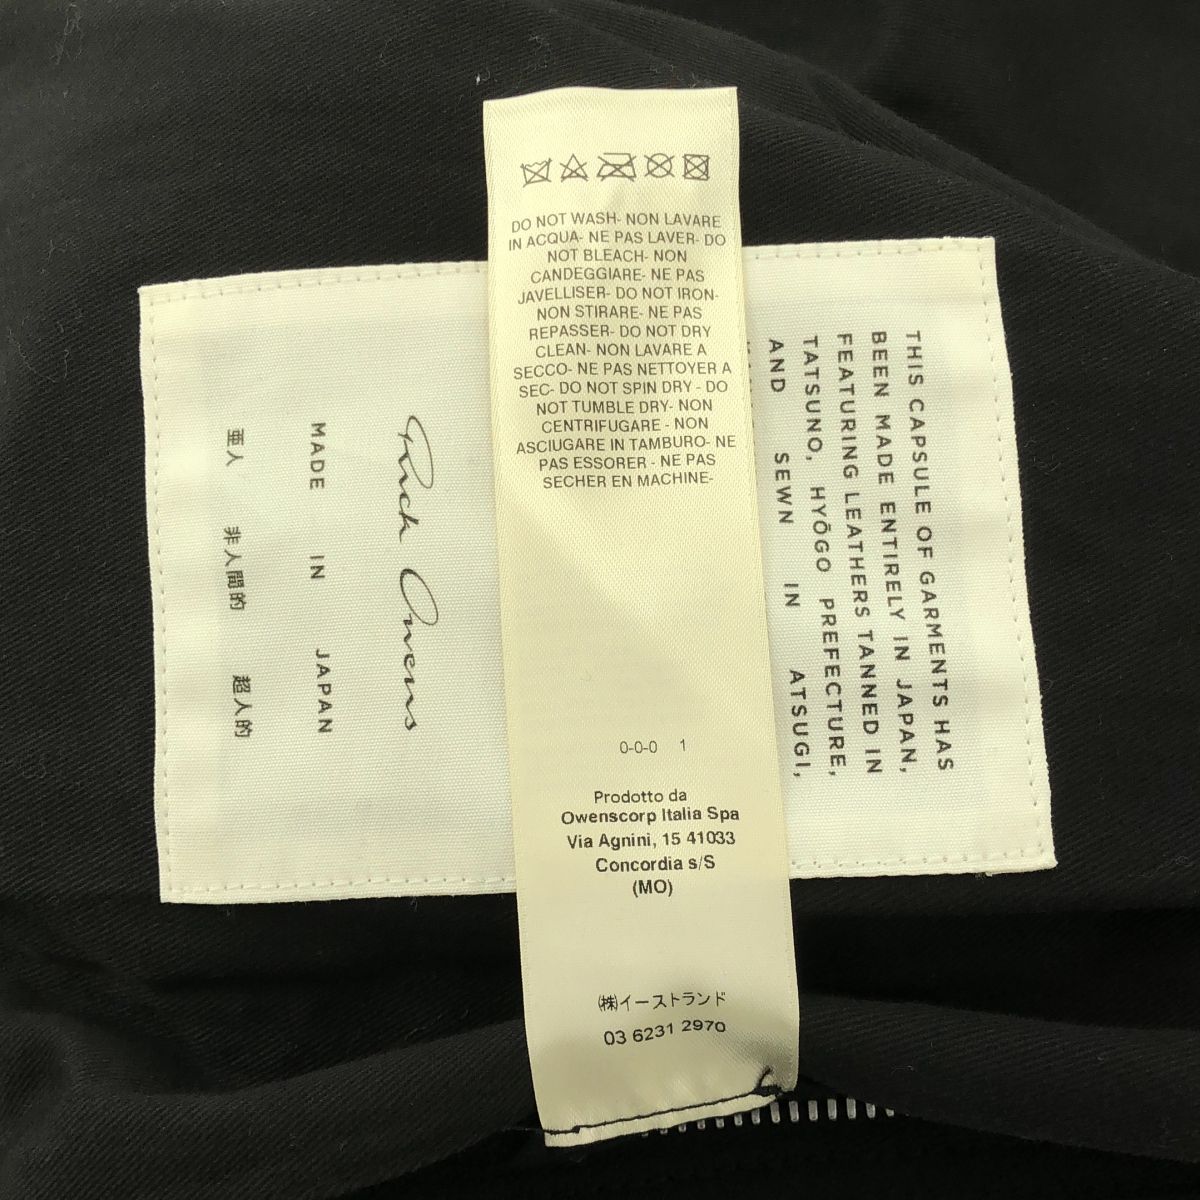 DO NOT WASH- NON LAVARE
IN ACQUA- NE PAS LAVER- DO
NOT BLEACH- NON
CANDEGGIARE- NE PAS
JAVELLISER- DO NOT IRON-
NON STIRARE- NE PAS
REPASSER- DO NOT DRY
CLEAN- NON LAVARE A
SECCO- NE PAS NETTOYER A
SEC- DO NOT SPIN DRY - DO
NOT TUMBLE DRY- NON
CENTRIFUGARE - NON
ASCIUGARE IN TAMBURO- NE
PAS ESSORER - NE PAS
SECHER EN MACHINE-
0-0-0 1
Prodotto da
Owenscorp Italia Spa
Via Agnini, 15 41033
Concordia s/S
(MO)
㈱イーストランド
03 6231 2970
THIS CAPSULE OF GARMENTS HAS
BEEN MADE ENTIRELY IN JAPAN,
FEATURING LEATHERS TANNED IN
TATSUNO, HYŌGO PREFECTURE,
AND SEWN IN ATSUGI,
Rick Owens
MADE IN JAPAN
亜人 非人間的 超人的